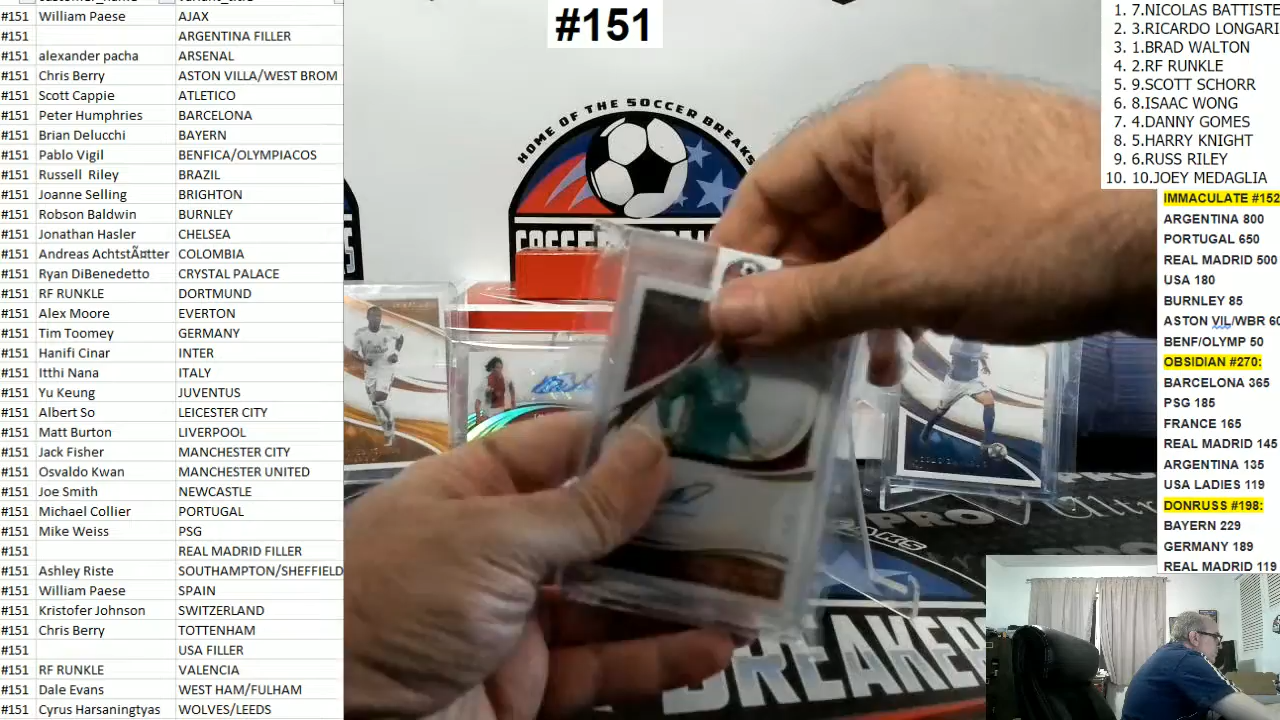 #151 William Paese AJAX
#151 ARGENTINA FILLER
#151 alexander pacha ARSENAL
#151 Chris Berry ASTON VILLA/WEST BROM
#151 Scott Cappie ATLETICO
#151 Peter Humphries BARCELONA
#151 Brian Delucchi BAYERN
#151 Pablo Vigil BENFICA/OLYMPIACOS
#151 Russell Riley BRAZIL
#151 Joanne Selling BRIGHTON
#151 Robson Baldwin BURNLEY
#151 Jonathan Hasler CHELSEA
#151 Andreas AchtstÃ¤tter COLOMBIA
#151 Ryan DiBenedetto CRYSTAL PALACE
#151 RF RUNKLE DORTMUND
#151 Alex Moore EVERTON
#151 Tim Toomey GERMANY
#151 Hanifi Cinar INTER
#151 Itthi Nana ITALY
#151 Yu Keung JUVENTUS
#151 Albert So LEICESTER CITY
#151 Matt Burton LIVERPOOL
#151 Jack Fisher MANCHESTER CITY
#151 Osvaldo Kwan MANCHESTER UNITED
#151 Joe Smith NEWCASTLE
#151 Michael Collier PORTUGAL
#151 Mike Weiss PSG
#151 REAL MADRID FILLER
#151 Ashley Riste SOUTHAMPTON/SHEFFIELD
#151 William Paese SPAIN
#151 Kristofer Johnson SWITZERLAND
#151 Chris Berry TOTTENHAM
#151 USA FILLER
#151 RF RUNKLE VALENCIA
#151 Dale Evans WEST HAM/FULHAM
#151 Cyrus Harsaningtyas WOLVES/LEEDS
#151
HOME OF THE SOCCER BREAKS
BREAKERS
1. 7.NICOLAS BATTISTE
2. 3.RICARDO LONGARI
3. 1.BRAD WALTON
4. 2.RF RUNKLE
5. 9.SCOTT SCHORR
6. 8.ISAAC WONG
7. 4.DANNY GOMES
8. 5.HARRY KNIGHT
9. 6.RUSS RILEY
10. 10.JOEY MEDAGLIA
IMMACULATE #152
ARGENTINA 800
PORTUGAL 650
REAL MADRID 500
USA 180
BURNLEY 85
ASTON VIL/WBR 60
BENF/OLYMP 50
OBSIDIAN #270:
BARCELONA 365
PSG 185
FRANCE 165
REAL MADRID 145
ARGENTINA 135
USA LADIES 119
DONRUSS #198:
BAYERN 229
GERMANY 189
REAL MADRID 119